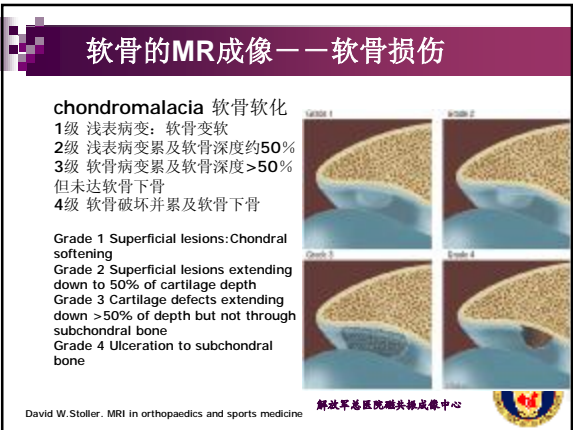 软骨的MR成像－－软骨损伤
chondromalacia 软骨软化
1级 浅表病变：软骨变软
2级 浅表病变累及软骨深度约50%
3级 软骨病变累及软骨深度>50%
但未达软骨下骨
4级 软骨破坏并累及软骨下骨
Grade 1 Superficial lesions:Chondral
softening
Grade 2 Superficial lesions extending
down to 50% of cartilage depth
Grade 3 Cartilage defects extending
down >50% of depth but not through
subchondral bone
Grade 4 Ulceration to subchondral
bone
Grade 1
Grade 2
Grade 3
Grade 4
David W.Stoller. MRI in orthopaedics and sports medicine
解放军总医院磁共振成像中心